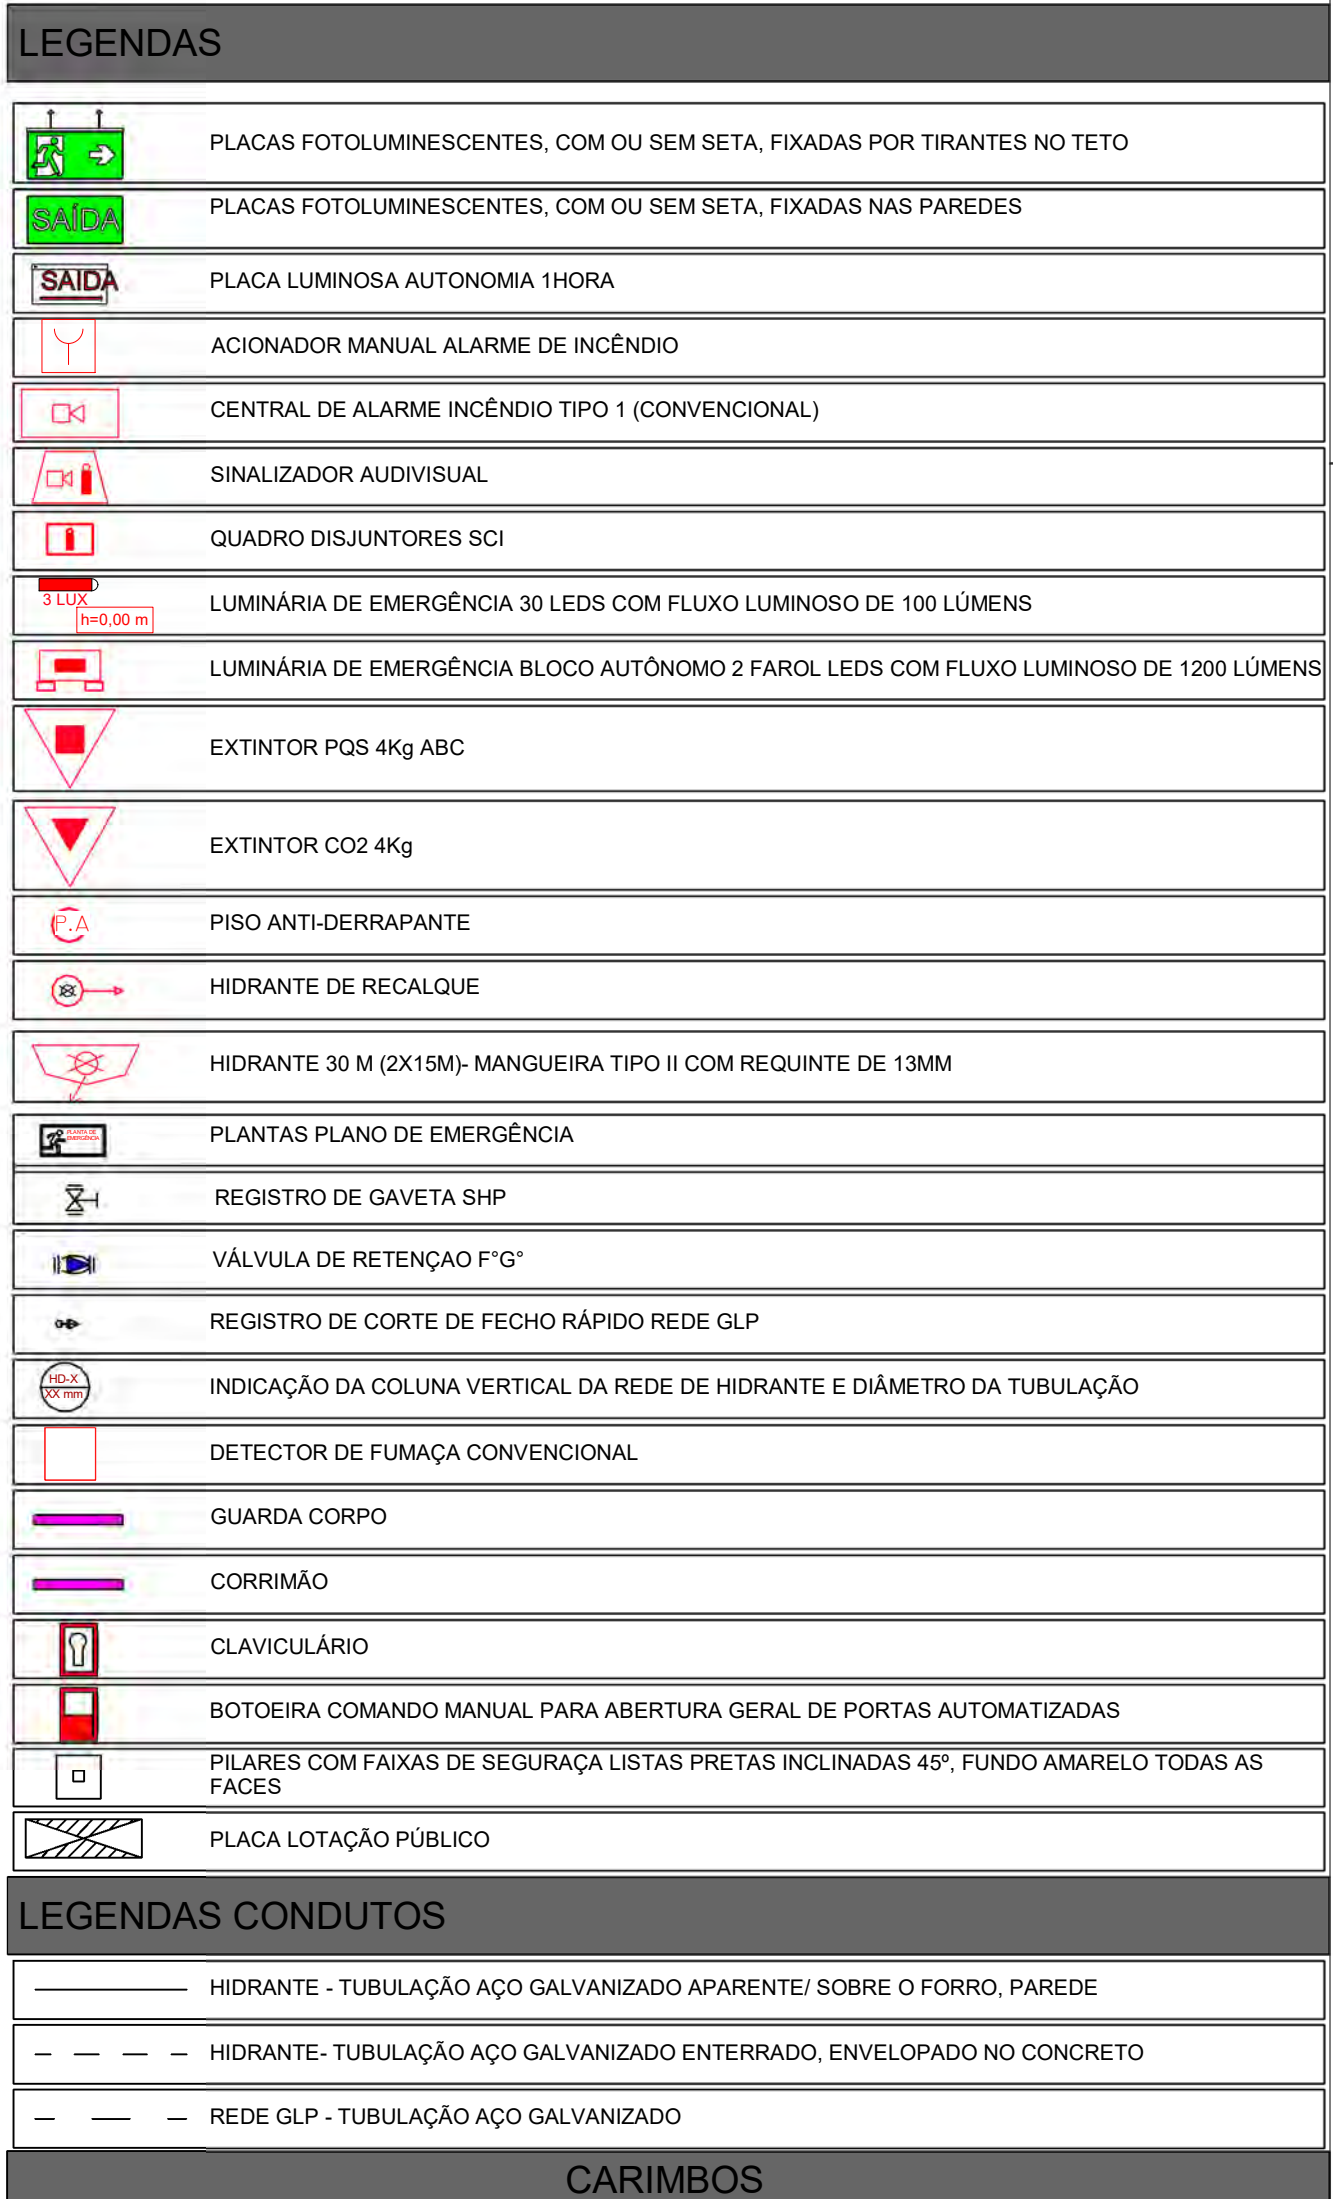 LEGENDAS
PLACAS FOTOLUMINESCENTES, COM OU SEM SETA, FIXADAS POR TIRANTES NO TETO
SAÍDA
PLACAS FOTOLUMINESCENTES, COM OU SEM SETA, FIXADAS NAS PAREDES
SAIDA
PLACA LUMINOSA AUTONOMIA 1HORA
ACIONADOR MANUAL ALARME DE INCÊNDIO
CENTRAL DE ALARME INCÊNDIO TIPO 1 (CONVENCIONAL)
SINALIZADOR AUDIVISUAL
QUADRO DISJUNTORES SCI
3 LUX
h=0,00 m
LUMINÁRIA DE EMERGÊNCIA 30 LEDS COM FLUXO LUMINOSO DE 100 LÚMENS
LUMINÁRIA DE EMERGÊNCIA BLOCO AUTÔNOMO 2 FAROL LEDS COM FLUXO LUMINOSO DE 1200 LÚMENS
EXTINTOR PQS 4Kg ABC
EXTINTOR CO2 4Kg
P.A
PISO ANTI-DERRAPANTE
HIDRANTE DE RECALQUE
HIDRANTE 30 M (2X15M)- MANGUEIRA TIPO II COM REQUINTE DE 13MM
PLANTA DE
EMERGÊNCIA
PLANTAS PLANO DE EMERGÊNCIA
REGISTRO DE GAVETA SHP
VÁLVULA DE RETENÇAO F°G°
REGISTRO DE CORTE DE FECHO RÁPIDO REDE GLP
HD-X
XX mm
INDICAÇÃO DA COLUNA VERTICAL DA REDE DE HIDRANTE E DIÂMETRO DA TUBULAÇÃO
DETECTOR DE FUMAÇA CONVENCIONAL
GUARDA CORPO
CORRIMÃO
CLAVICULÁRIO
BOTOEIRA COMANDO MANUAL PARA ABERTURA GERAL DE PORTAS AUTOMATIZADAS
PILARES COM FAIXAS DE SEGURAÇA LISTAS PRETAS INCLINADAS 45º, FUNDO AMARELO TODAS AS
FACES
PLACA LOTAÇÃO PÚBLICO
LEGENDAS CONDUTOS
HIDRANTE - TUBULAÇÃO AÇO GALVANIZADO APARENTE/ SOBRE O FORRO, PAREDE
HIDRANTE- TUBULAÇÃO AÇO GALVANIZADO ENTERRADO, ENVELOPADO NO CONCRETO
REDE GLP - TUBULAÇÃO AÇO GALVANIZADO
CARIMBOS